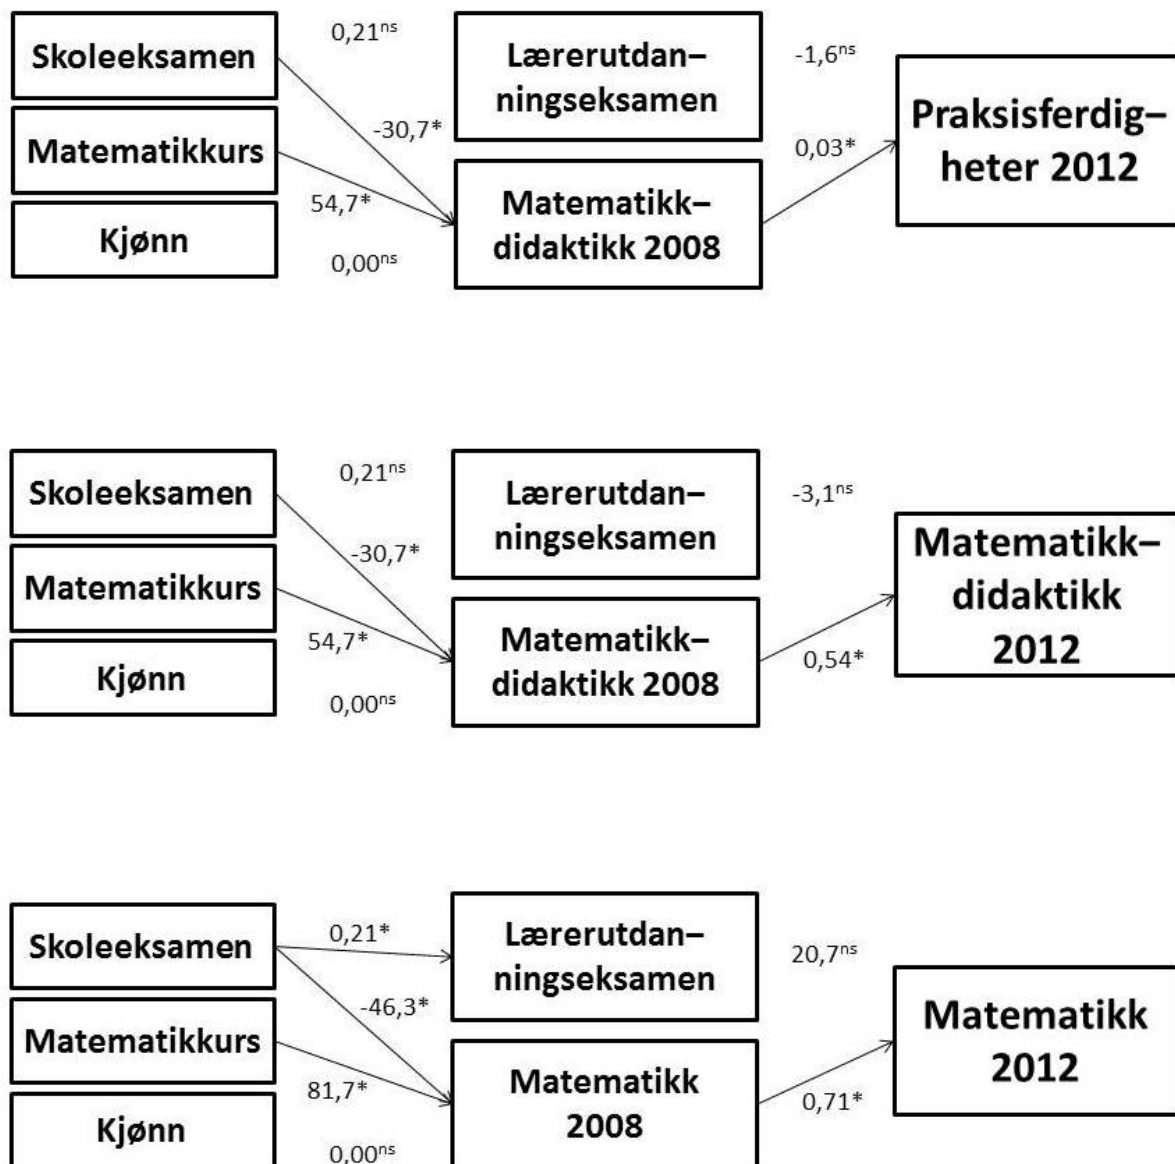 Skoleeksamen
0,21ns
Lærerutdan–
ningseksamen
-1,6ns
Praksisferdig–
heter 2012
Matematikkurs
-30,7*
0,03*
54,7*
Matematikk–
didaktikk 2008
Kjønn
0,00ns
Skoleeksamen
0,21ns
Lærerutdan–
ningseksamen
-3,1ns
Matematikk–
didaktikk
2012
Matematikkurs
-30,7*
54,7*
Matematikk–
didaktikk 2008
0,54*
Kjønn
0,00ns
Skoleeksamen
0,21*
Lærerutdan–
ningseksamen
20,7ns
Matematikk
2012
Matematikkurs
-46,3*
81,7*
Matematikk
2008
0,71*
Kjønn
0,00ns